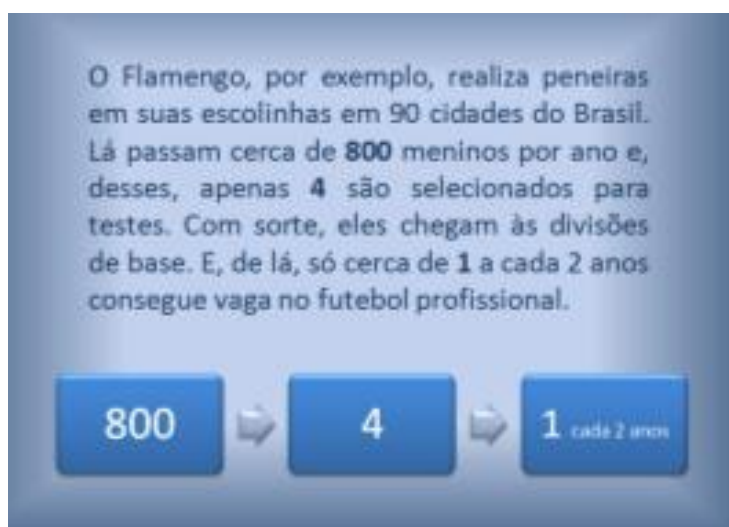 O Flamengo, por exemplo, realiza peneiras
em suas escolinhas em 90 cidades do Brasil.
Lá passam cerca de 800 meninos por ano e,
desses, apenas 4 são selecionados para
testes. Com sorte, eles chegam às divisões
de base. E, de lá, só cerca de 1 a cada 2 anos
consegue vaga no futebol profissional.
800
4
1 cada 2 anos